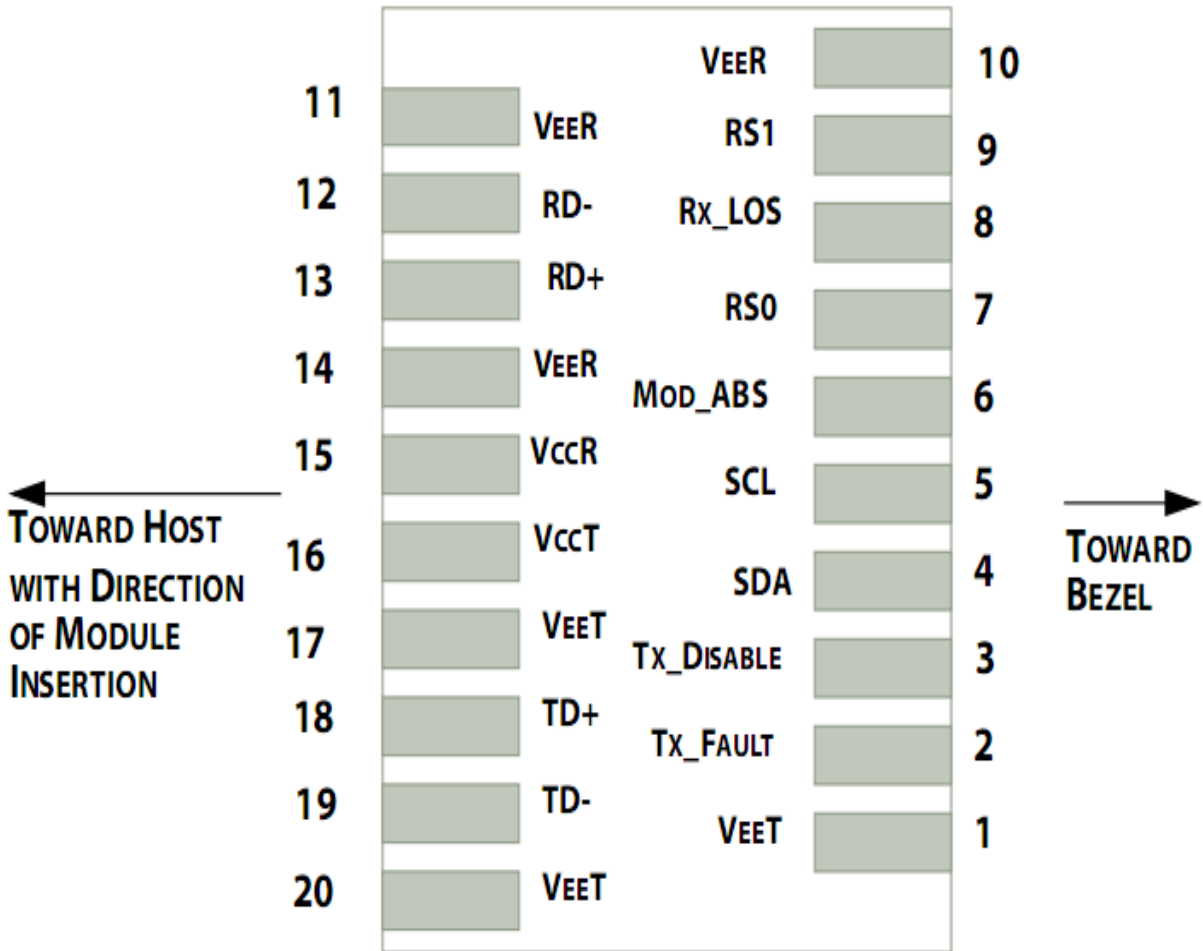 VEER 10
11 VEER
RS1 9
12 RD-
RX_LOS 8
13 RD+
RS0 7
14 VEER
MOD_ABS 6
15 VCCR
SCL 5
TOWARD HOST
WITH DIRECTION
OF MODULE
INSERTION
16 VCCT
TOWARD
BEZEL
SDA 4
17 VEET
TX_DISABLE 3
18 TD+
TX_FAULT 2
19 TD-
VEET 1
20 VEET